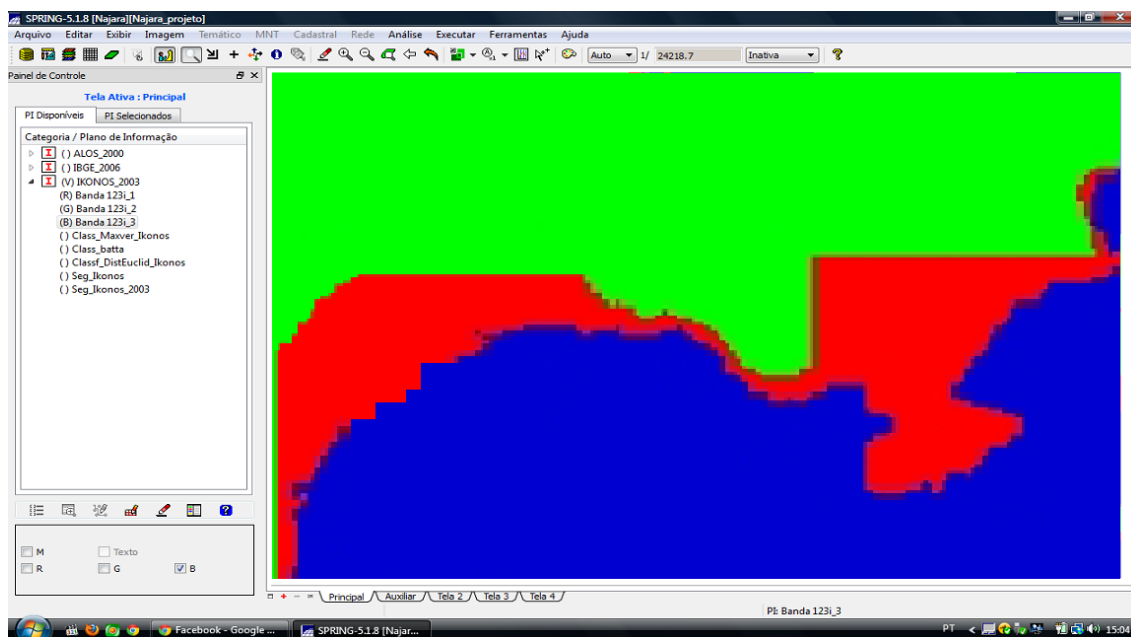 SPRING-5.1.8 [Najara][Najara_projeto]
Arquivo Editar Exibir Imagem Temático MNT Cadastral Rede Análise Executar Ferramentas Ajuda
Auto 1/ 24218.7 Inativa
Painel de Controle
Tela Ativa : Principal
PI Disponíveis PI Selecionados
Categoria / Plano de Informação
( ) ALOS_2000
( ) IBGE_2006
(V) IKONOS_2003
(R) Banda 123i_1
(G) Banda 123i_2
(B) Banda 123i_3
( ) Class_Maxver_Ikonos
( ) Class_batta
( ) Classf_DistEuclid_Ikonos
( ) Seg_Ikonos
( ) Seg_Ikonos_2003
M Texto
R G B
Principal Auxiliar Tela 2 Tela 3 Tela 4
PI: Banda 123i_3
Facebook - Google ... SPRING-5.1.8 [Najar... PT 15:04